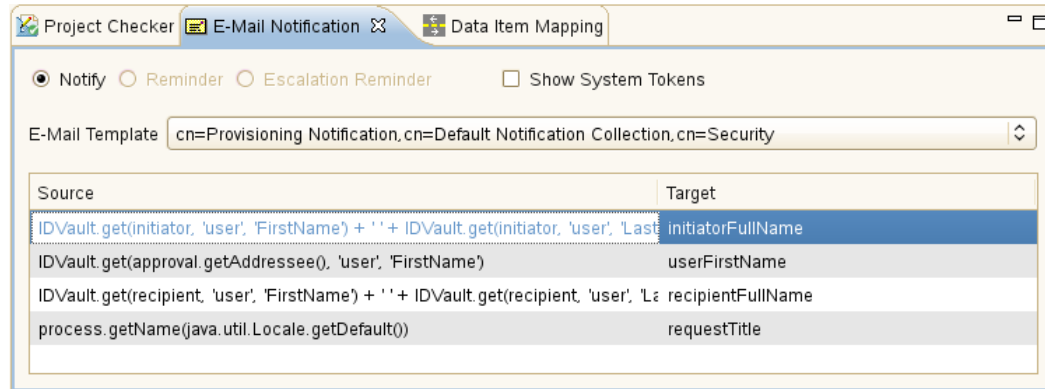 Project Checker E-Mail Notification Data Item Mapping
Notify Reminder Escalation Reminder Show System Tokens
E-Mail Template cn=Provisioning Notification,cn=Default Notification Collection,cn=Security
Source Target
IDVault.get(initiator, 'user', 'FirstName') + ' ' + IDVault.get(initiator, 'user', 'Last initiatorFullName
IDVault.get(approval.getAddressee(), 'user', 'FirstName') userFirstName
IDVault.get(recipient, 'user', 'FirstName') + ' ' + IDVault.get(recipient, 'user', 'La recipientFullName
process.getName(java.util.Locale.getDefault()) requestTitle